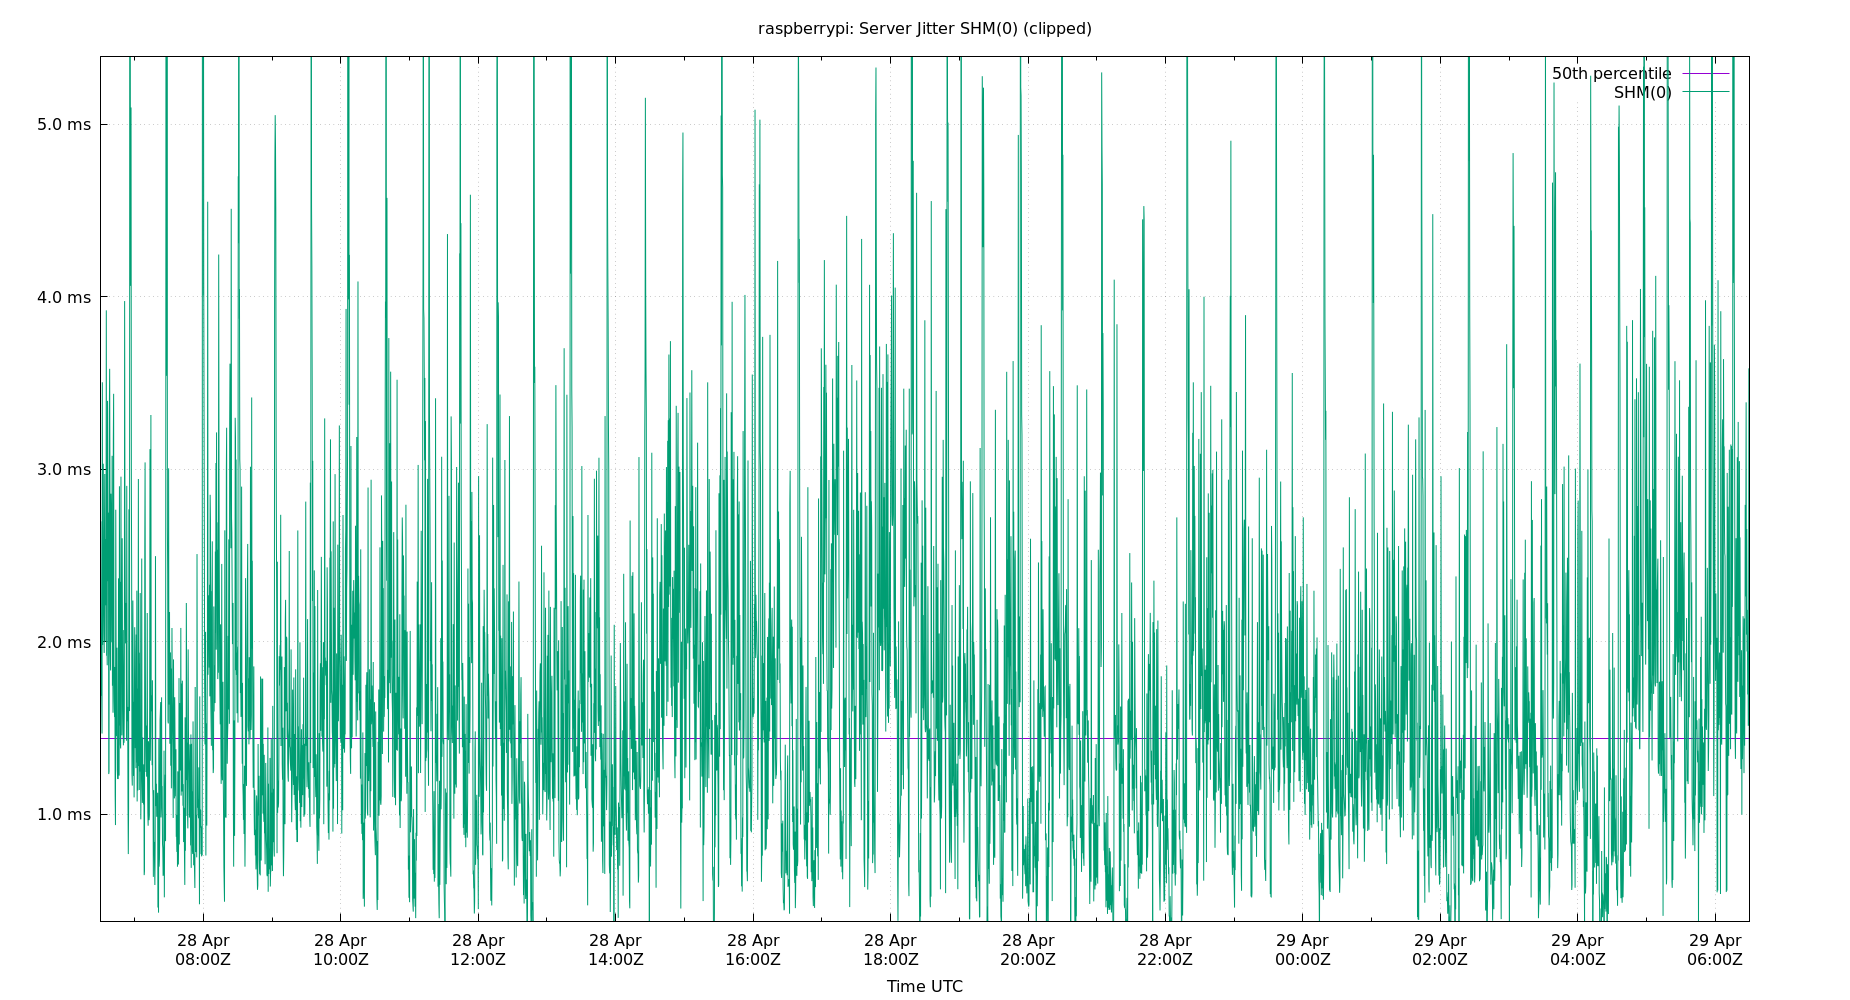 raspberrypi: Server Jitter SHM(0) (clipped)
50th percentile
SHM(0)
5.0 ms
4.0 ms
3.0 ms
2.0 ms
1.0 ms
28 Apr 28 Apr 28 Apr 28 Apr 28 Apr 28 Apr 28 Apr 28 Apr 29 Apr 29 Apr 29 Apr 29 Apr
08:00Z 10:00Z 12:00Z 14:00Z 16:00Z 18:00Z 20:00Z 22:00Z 00:00Z 02:00Z 04:00Z 06:00Z
Time UTC